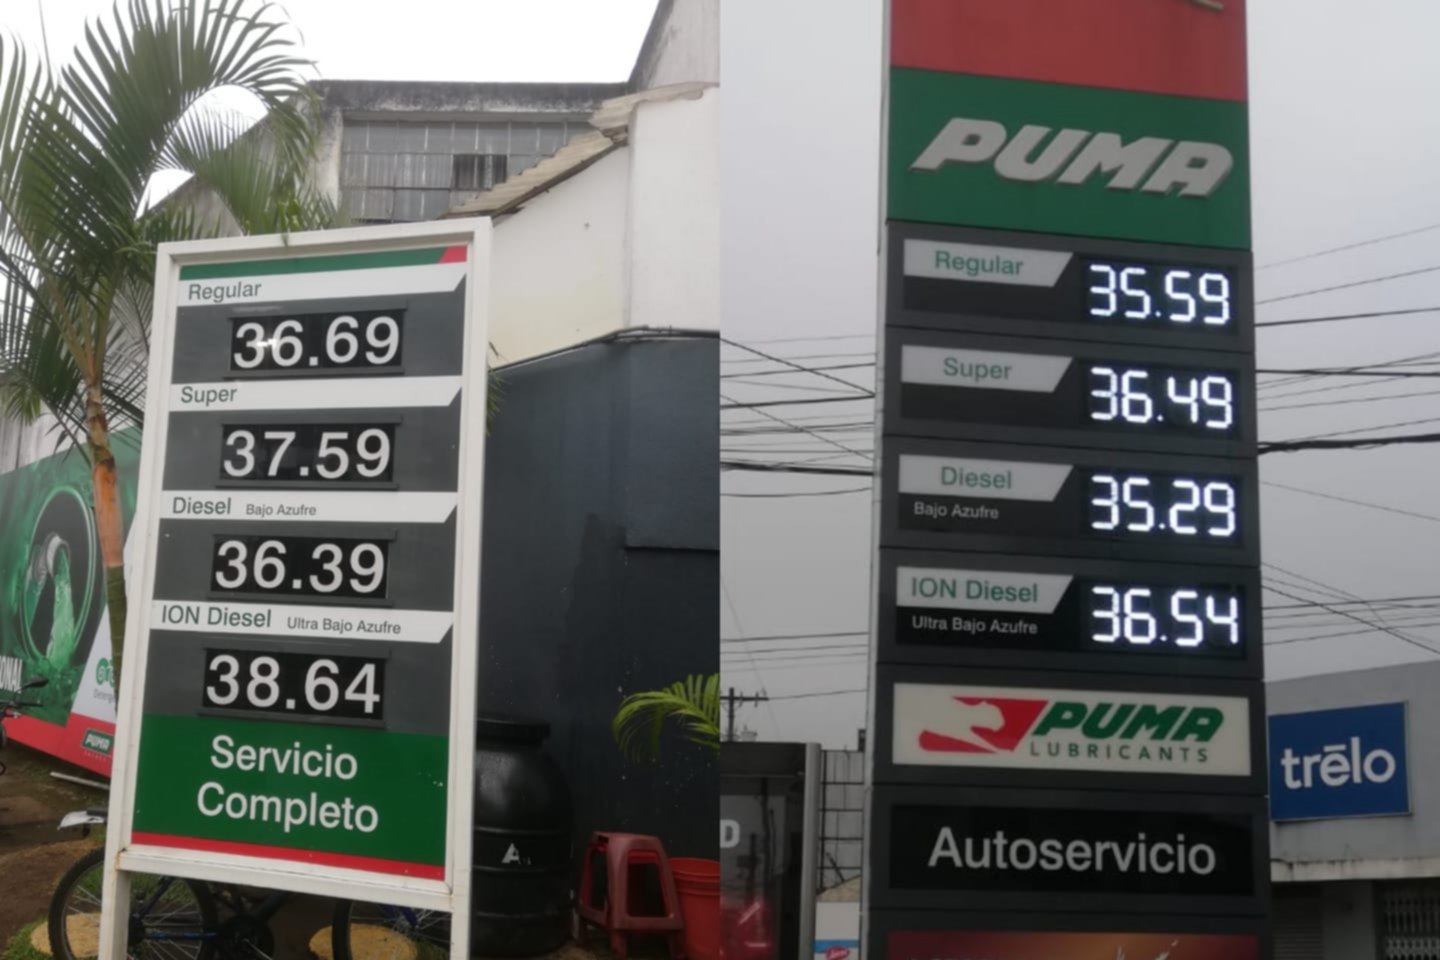 Regular
36.69
Super
37.59
Diesel Bajo Azufre
36.39
ION Diesel Ultra Bajo Azufre
38.64
Servicio
Completo
PUMA
PUMA
Regular
35.59
Super
36.49
Diesel
Bajo Azufre
35.29
ION Diesel
Ultra Bajo Azufre
36.54
PUMA
LUBRICANTS
Autoservicio
trēlo